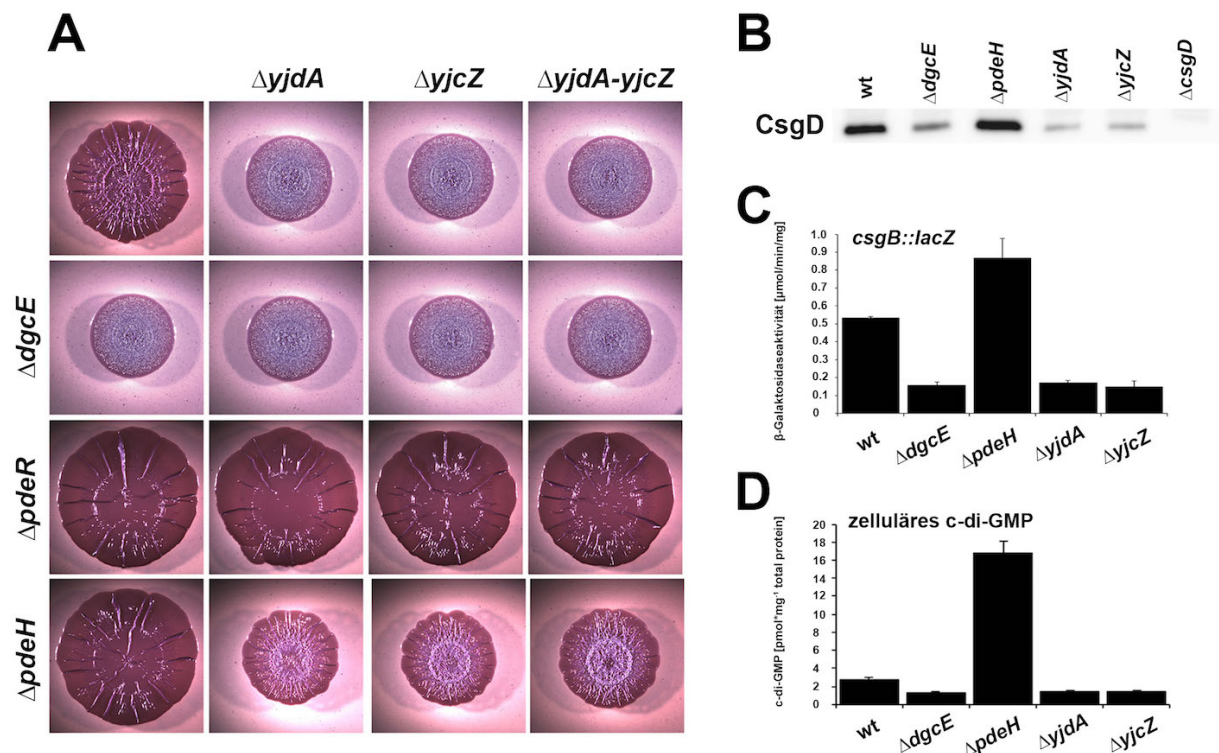 A
ΔyjdA
ΔyjcZ
ΔyjdA-yjcZ
ΔdgcE
ΔpdeR
ΔpdeH
B
wt
ΔdgcE
ΔpdeH
ΔyjdA
ΔyjcZ
ΔcsgD
CsgD
C
csgB::lacZ
β-Galaktosidaseaktivität [µmol/min/mg]
1.0
0.9
0.8
0.7
0.6
0.5
0.4
0.3
0.2
0.1
0
wt
ΔdgcE
ΔpdeH
ΔyjdA
ΔyjcZ
D
zelluläres c-di-GMP
c-di-GMP [pmol*mg⁻¹ total protein]
20
18
16
14
12
10
8
6
4
2
0
wt
ΔdgcE
ΔpdeH
ΔyjdA
ΔyjcZ